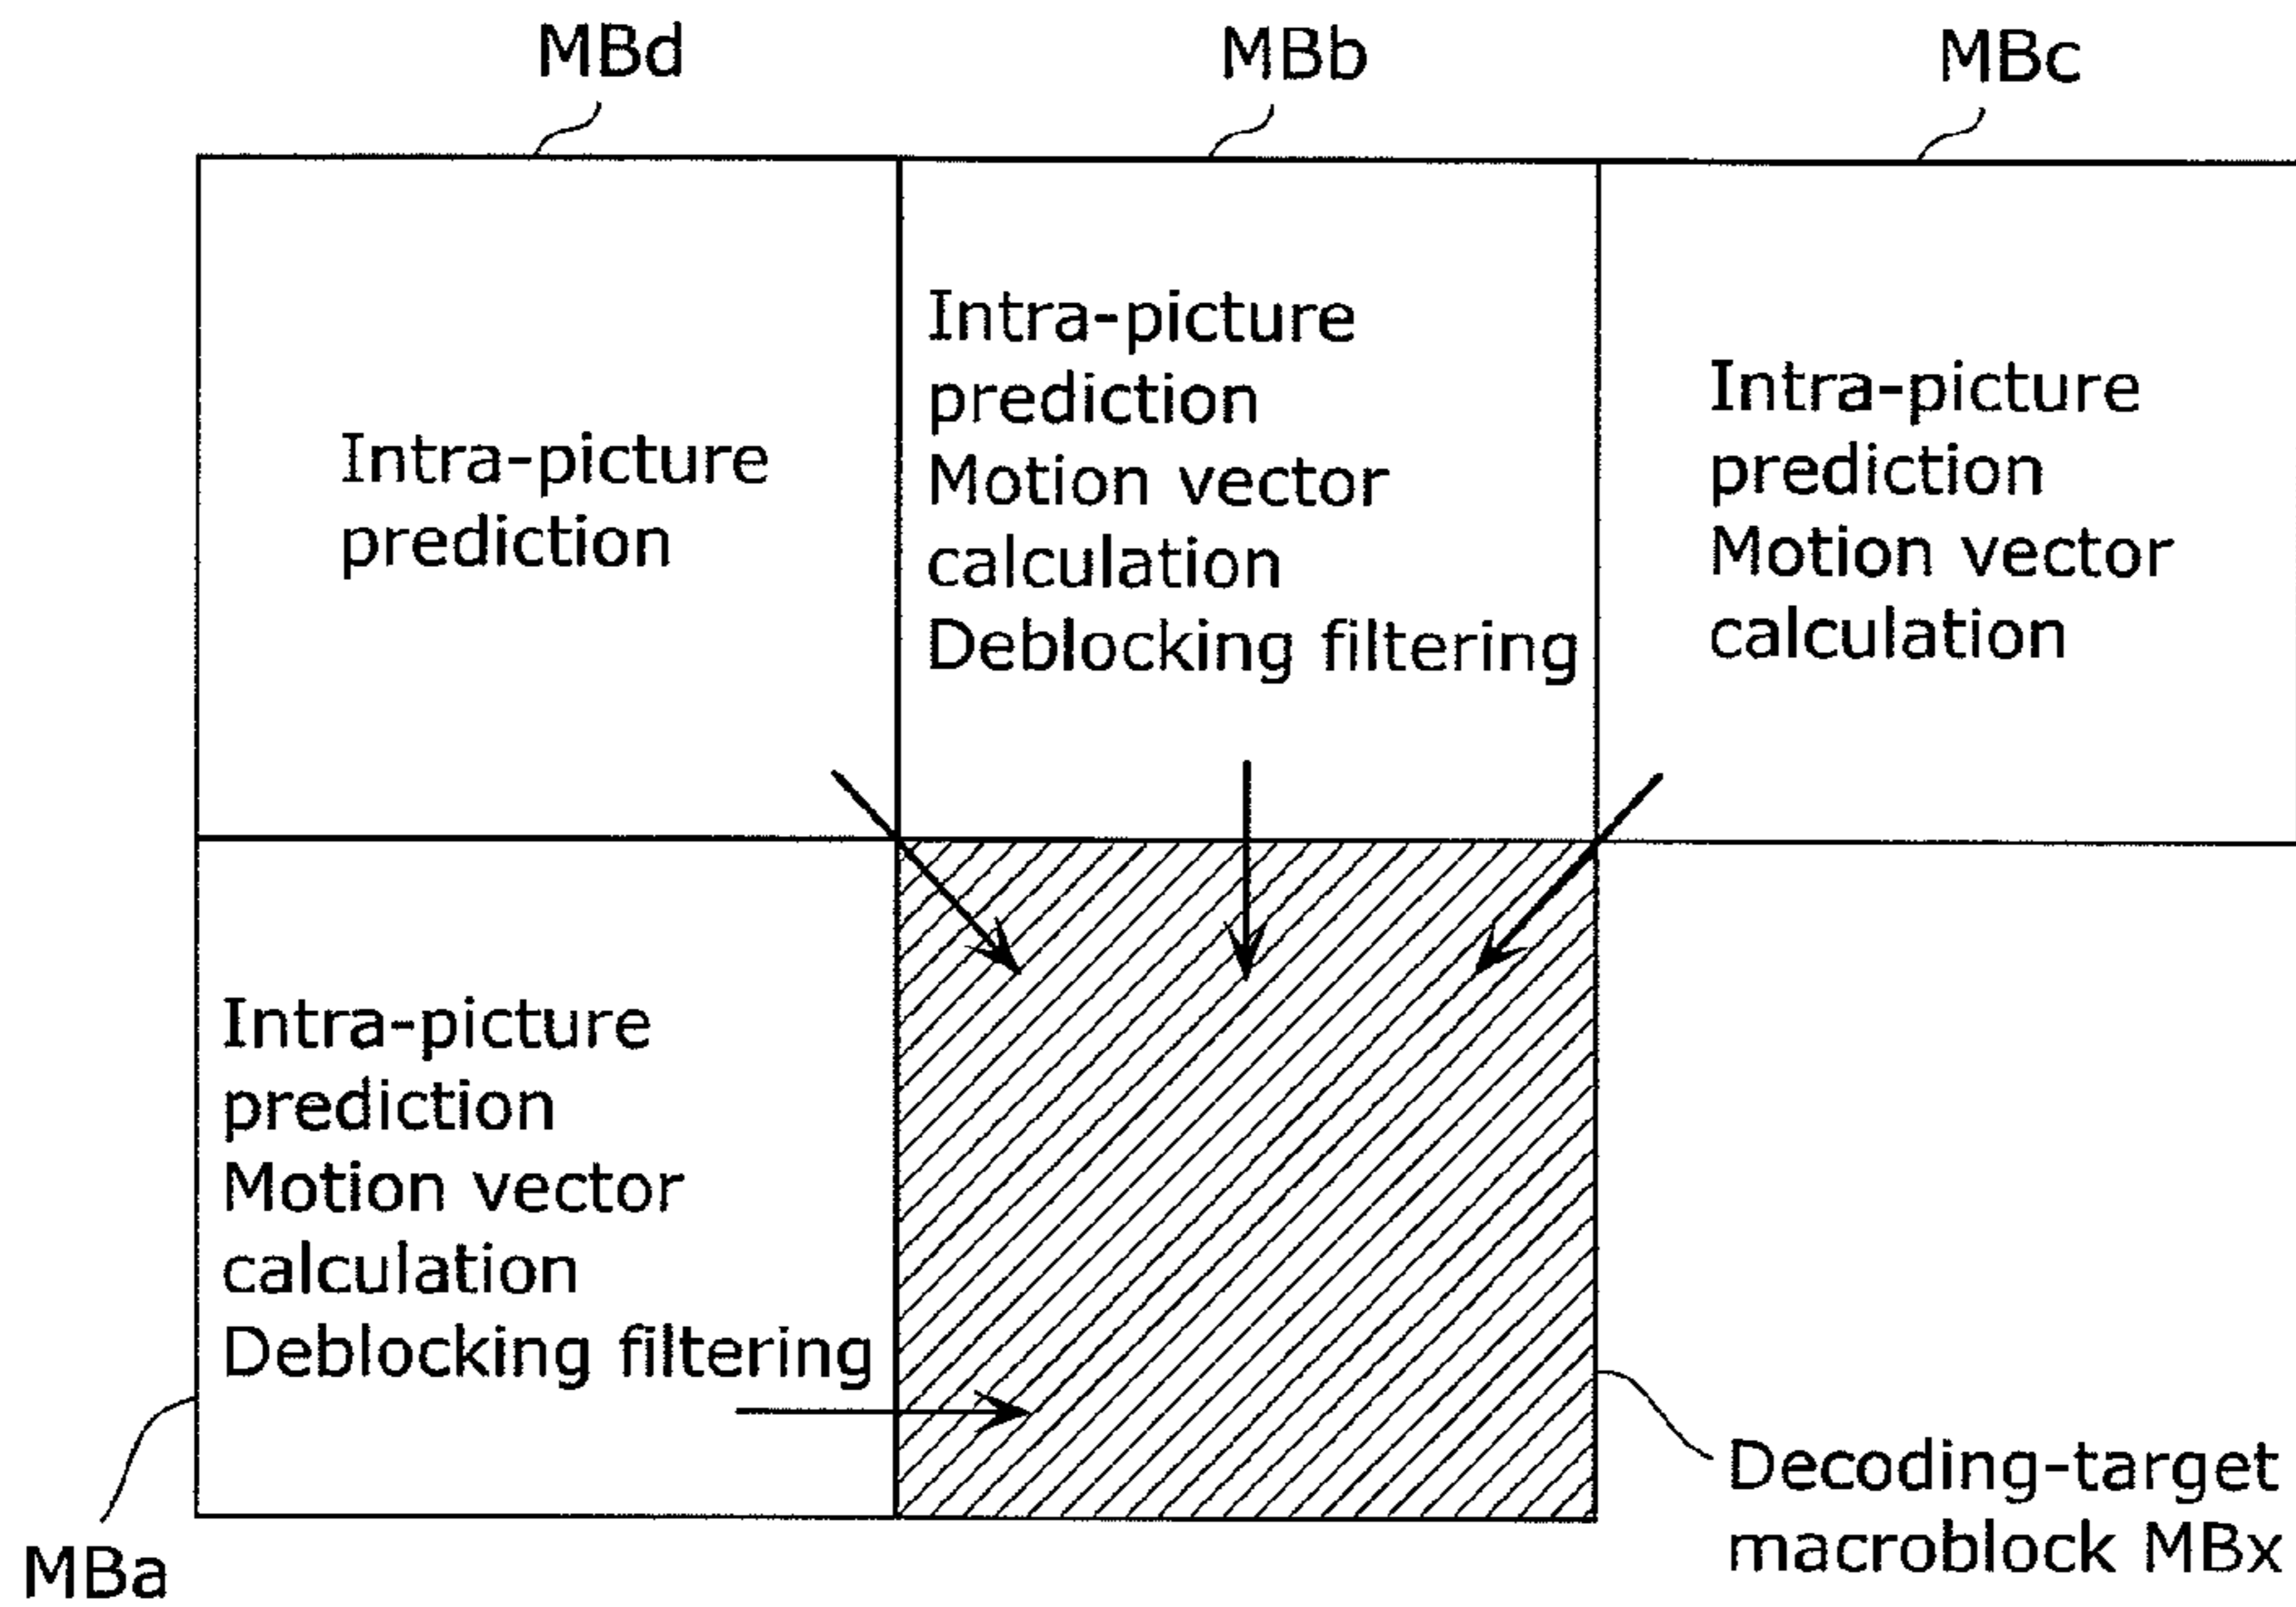 MBd
MBb
MBc
Intra-picture
prediction
Intra-picture
prediction
Motion vector
calculation
Deblocking filtering
Intra-picture
prediction
Motion vector
calculation
Intra-picture
prediction
Motion vector
calculation
Deblocking filtering
MBa
Decoding-target
macroblock MBx